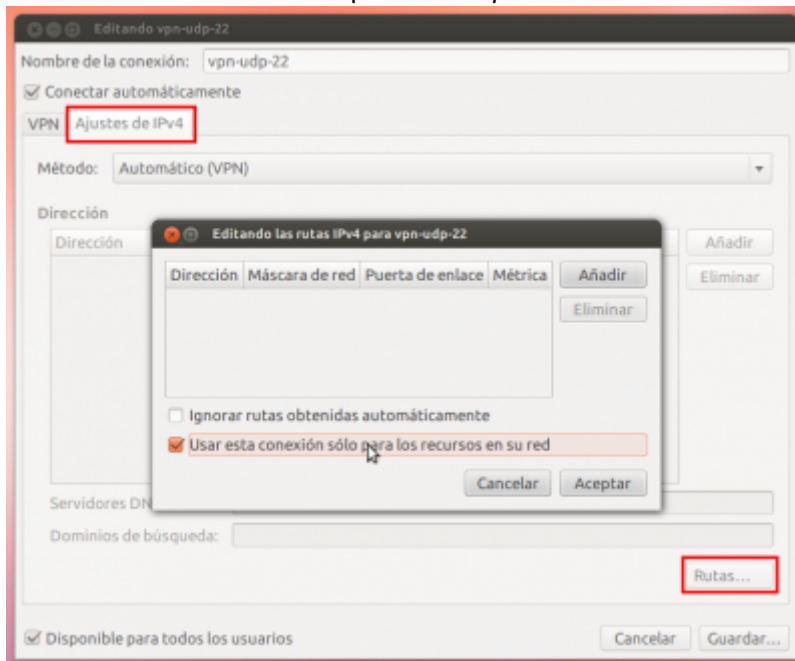 Editando vpn-udp-22
Nombre de la conexión: vpn-udp-22
Conectar automáticamente
VPN Ajustes de IPv4
Método: Automático (VPN)
Dirección
Dirección
Añadir
Eliminar
Editando las rutas IPv4 para vpn-udp-22
Dirección Máscara de red Puerta de enlace Métrica Añadir
Eliminar
Ignorar rutas obtenidas automáticamente
Usar esta conexión sólo para los recursos en su red
Cancelar Aceptar
Servidores DN
Dominios de búsqueda:
Rutas...
Disponible para todos los usuarios Cancelar Guardar...